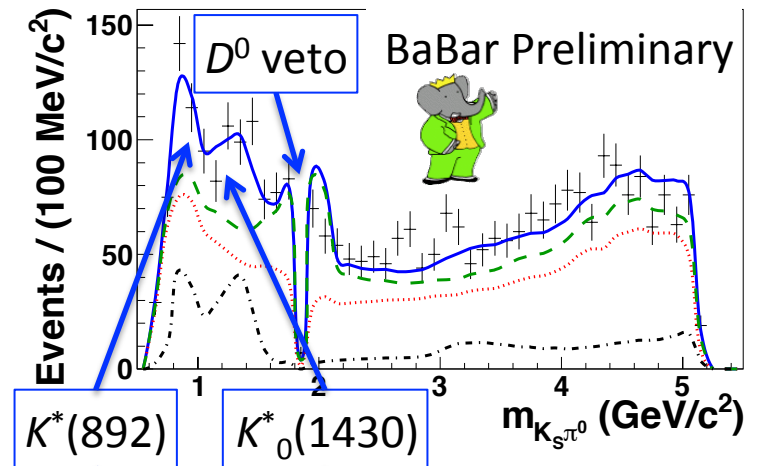 150
D⁰ veto
BaBar Preliminary
100
50
0
Events / (100 MeV/c²)
1
2
3
4
5
m_{K_Sπ⁰} (GeV/c²)
K*(892)
K*₀(1430)